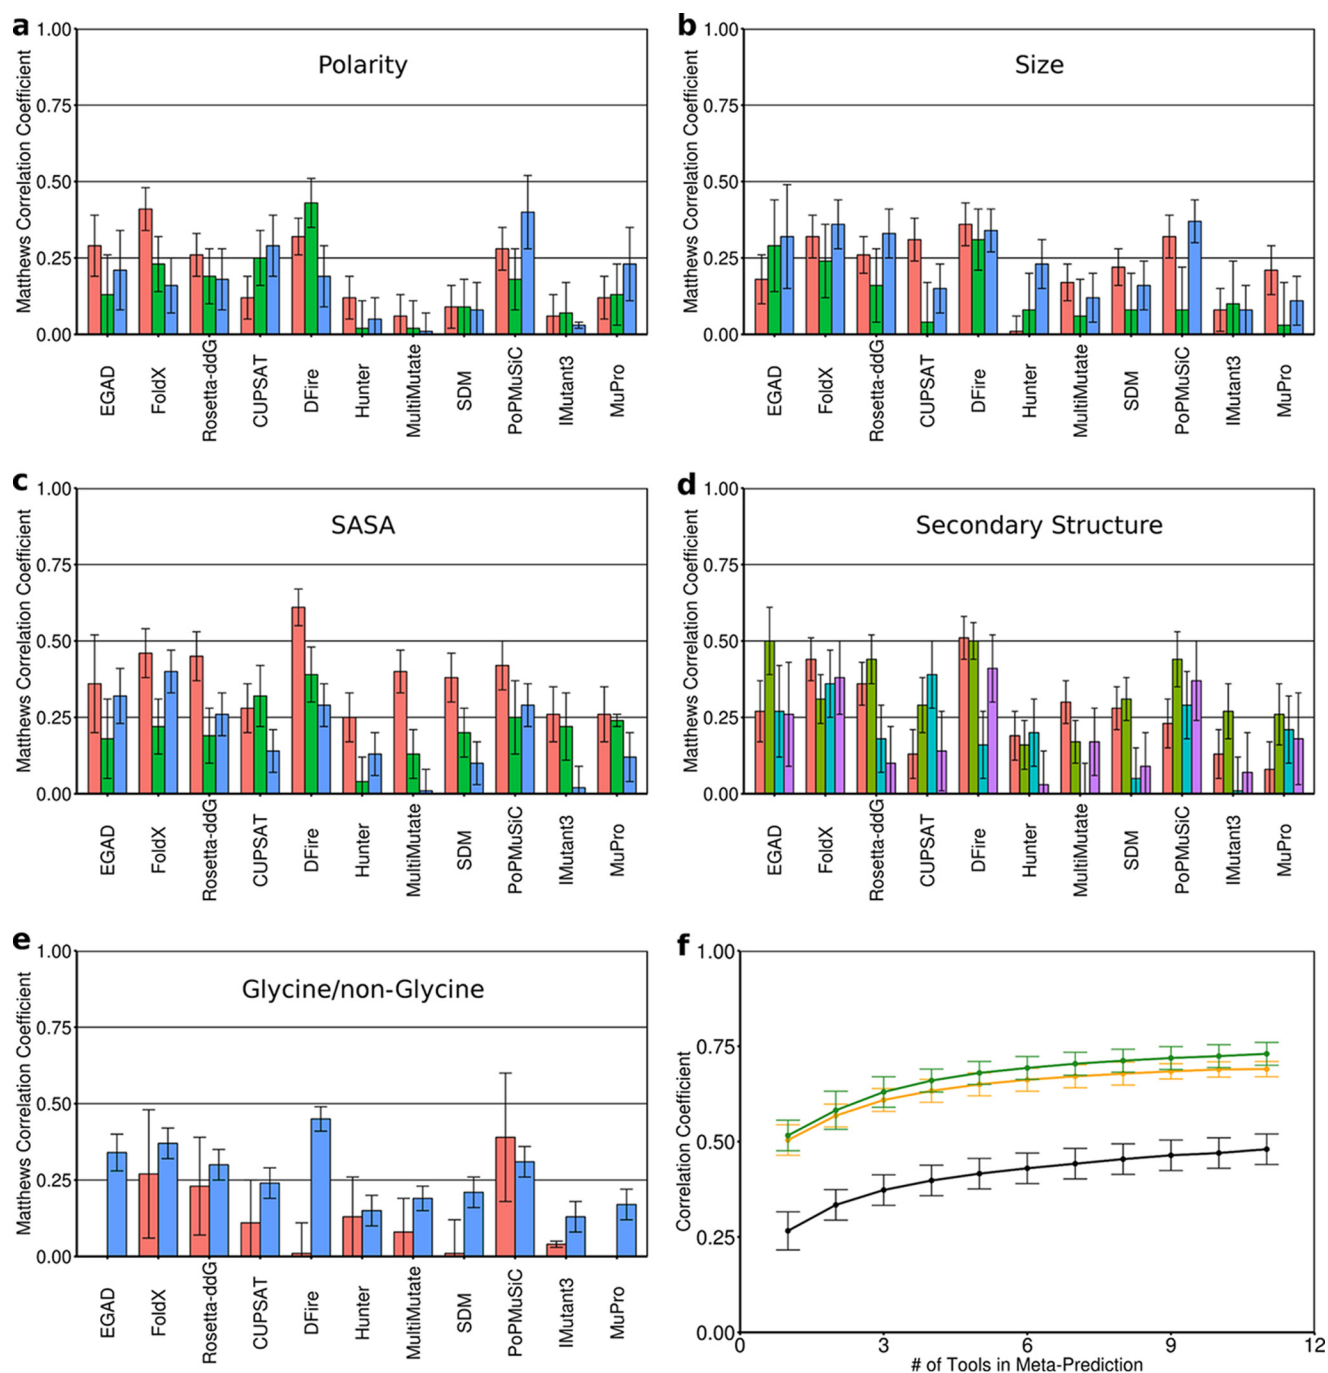 a
Polarity
Matthews Correlation Coefficient
1.00
0.75
0.50
0.25
0.00
EGAD
FoldX
Rosetta-ddG
CUPSAT
DFire
Hunter
MultiMutate
SDM
PoPMuSiC
IMutant3
MuPro
b
Size
Matthews Correlation Coefficient
1.00
0.75
0.50
0.25
0.00
EGAD
FoldX
Rosetta-ddG
CUPSAT
DFire
Hunter
MultiMutate
SDM
PoPMuSiC
IMutant3
MuPro
c
SASA
Matthews Correlation Coefficient
1.00
0.75
0.50
0.25
0.00
EGAD
FoldX
Rosetta-ddG
CUPSAT
DFire
Hunter
MultiMutate
SDM
PoPMuSiC
IMutant3
MuPro
d
Secondary Structure
Matthews Correlation Coefficient
1.00
0.75
0.50
0.25
0.00
EGAD
FoldX
Rosetta-ddG
CUPSAT
DFire
Hunter
MultiMutate
SDM
PoPMuSiC
IMutant3
MuPro
e
Glycine/non-Glycine
Matthews Correlation Coefficient
1.00
0.75
0.50
0.25
0.00
EGAD
FoldX
Rosetta-ddG
CUPSAT
DFire
Hunter
MultiMutate
SDM
PoPMuSiC
IMutant3
MuPro
f
Correlation Coefficient
1.00
0.75
0.50
0.25
0.00
0
3
6
9
12
# of Tools in Meta-Prediction